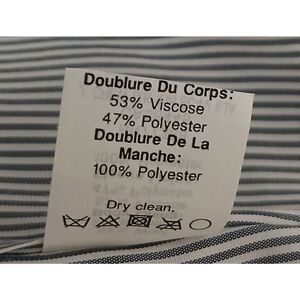 Doublure Du Corps:
53% Viscose
47% Polyester
Doublure De La
Manche:
100% Polyester
Dry clean.